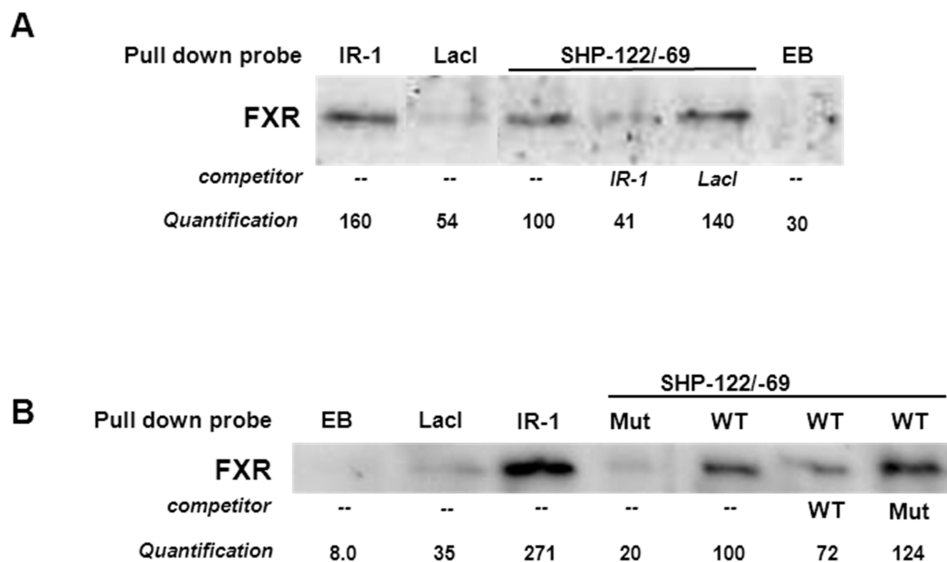 A
Pull down probe IR-1 LacI SHP-122/-69 EB
FXR
competitor -- -- -- IR-1 LacI --
Quantification 160 54 100 41 140 30
SHP-122/-69
B
Pull down probe EB LacI IR-1 Mut WT WT WT
FXR
competitor -- -- -- -- -- WT Mut
Quantification 8.0 35 271 20 100 72 124